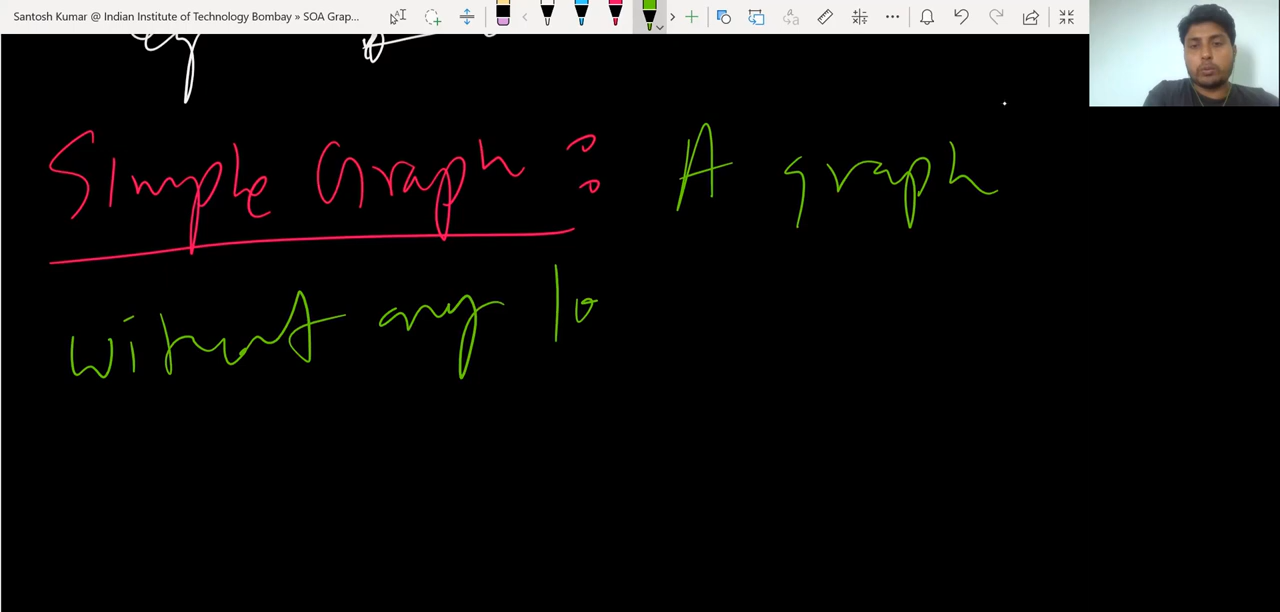 Santosh Kumar @ Indian Institute of Technology Bombay » SOA Grap...
Simple Graph : A graph
without any lo